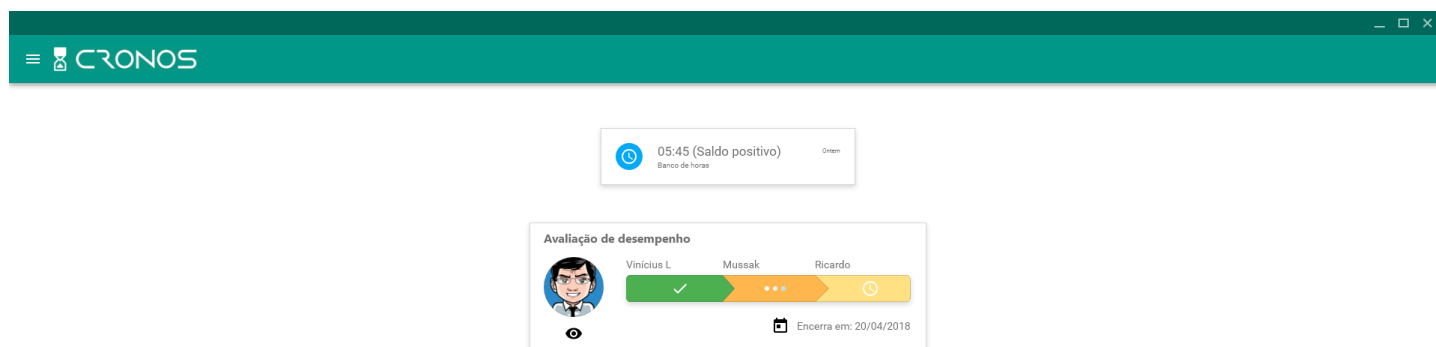 CRONOS
05:45 (Saldo positivo)
Ontem
Banco de horas
Avaliação de desempenho
Vinícius L
Mussak
Ricardo
Encerra em: 20/04/2018